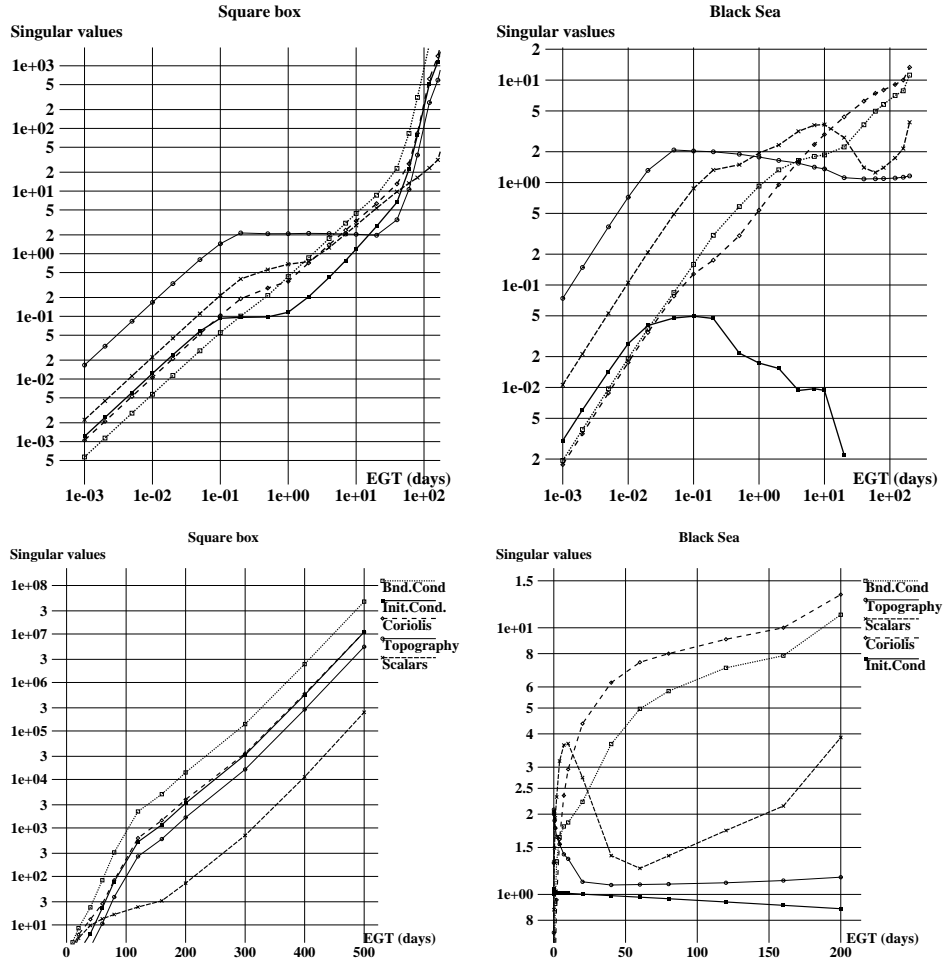 Square box
Singular values
1e+03
5
2
1e+02
5
2
1e+01
5
2
1e+00
5
2
1e-01
5
2
1e-02
5
2
1e-03
5
EGT (days)
1e-03 1e-02 1e-01 1e+00 1e+01 1e+02
Black Sea
Singular vaslues
2
1e+01
5
2
1e+00
5
2
1e-01
5
2
1e-02
5
2
EGT (days)
1e-03 1e-02 1e-01 1e+00 1e+01 1e+02
Square box
Singular values
1e+08
3
1e+07
3
1e+06
3
1e+05
3
1e+04
3
1e+03
3
1e+02
3
1e+01
Bnd.Cond
Init.Cond.
Coriolis
Topography
Scalars
EGT (days)
0 100 200 300 400 500
Black Sea
Singular values
1.5
1e+01
8
6
5
4
3
2.5
2
1.5
1e+00
8
Bnd.Cond
Topography
Scalars
Coriolis
Init.Cond
EGT (days)
0 50 100 150 200